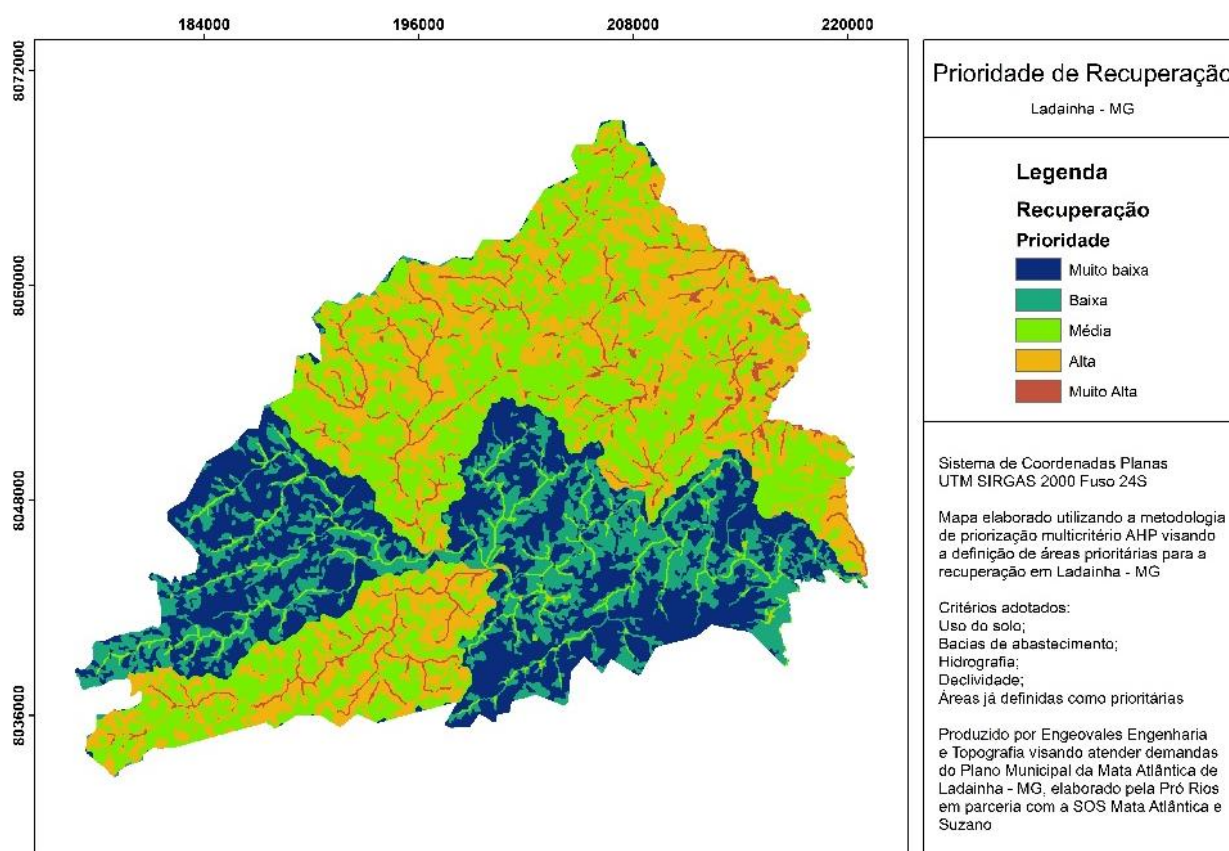 184000
196000
208000
220000
8072000
8060000
8048000
8036000
Prioridade de Recuperação
Ladainha - MG
Legenda
Recuperação
Prioridade
Muito baixa
Baixa
Média
Alta
Muito Alta
Sistema de Coordenadas Planas
UTM SIRGAS 2000 Fuso 24S
Mapa elaborado utilizando a metodologia
de priorização multicritério AHP visando
a definição de áreas prioritárias para a
recuperação em Ladainha - MG
Critérios adotados:
Uso do solo;
Bacias de abastecimento;
Hidrografia;
Declividade;
Áreas já definidas como prioritárias
Produzido por Engeovales Engenharia
e Topografia visando atender demandas
do Plano Municipal da Mata Atlântica de
Ladainha - MG, elaborado pela Pró Rios
em parceria com a SOS Mata Atlântica e
Suzano